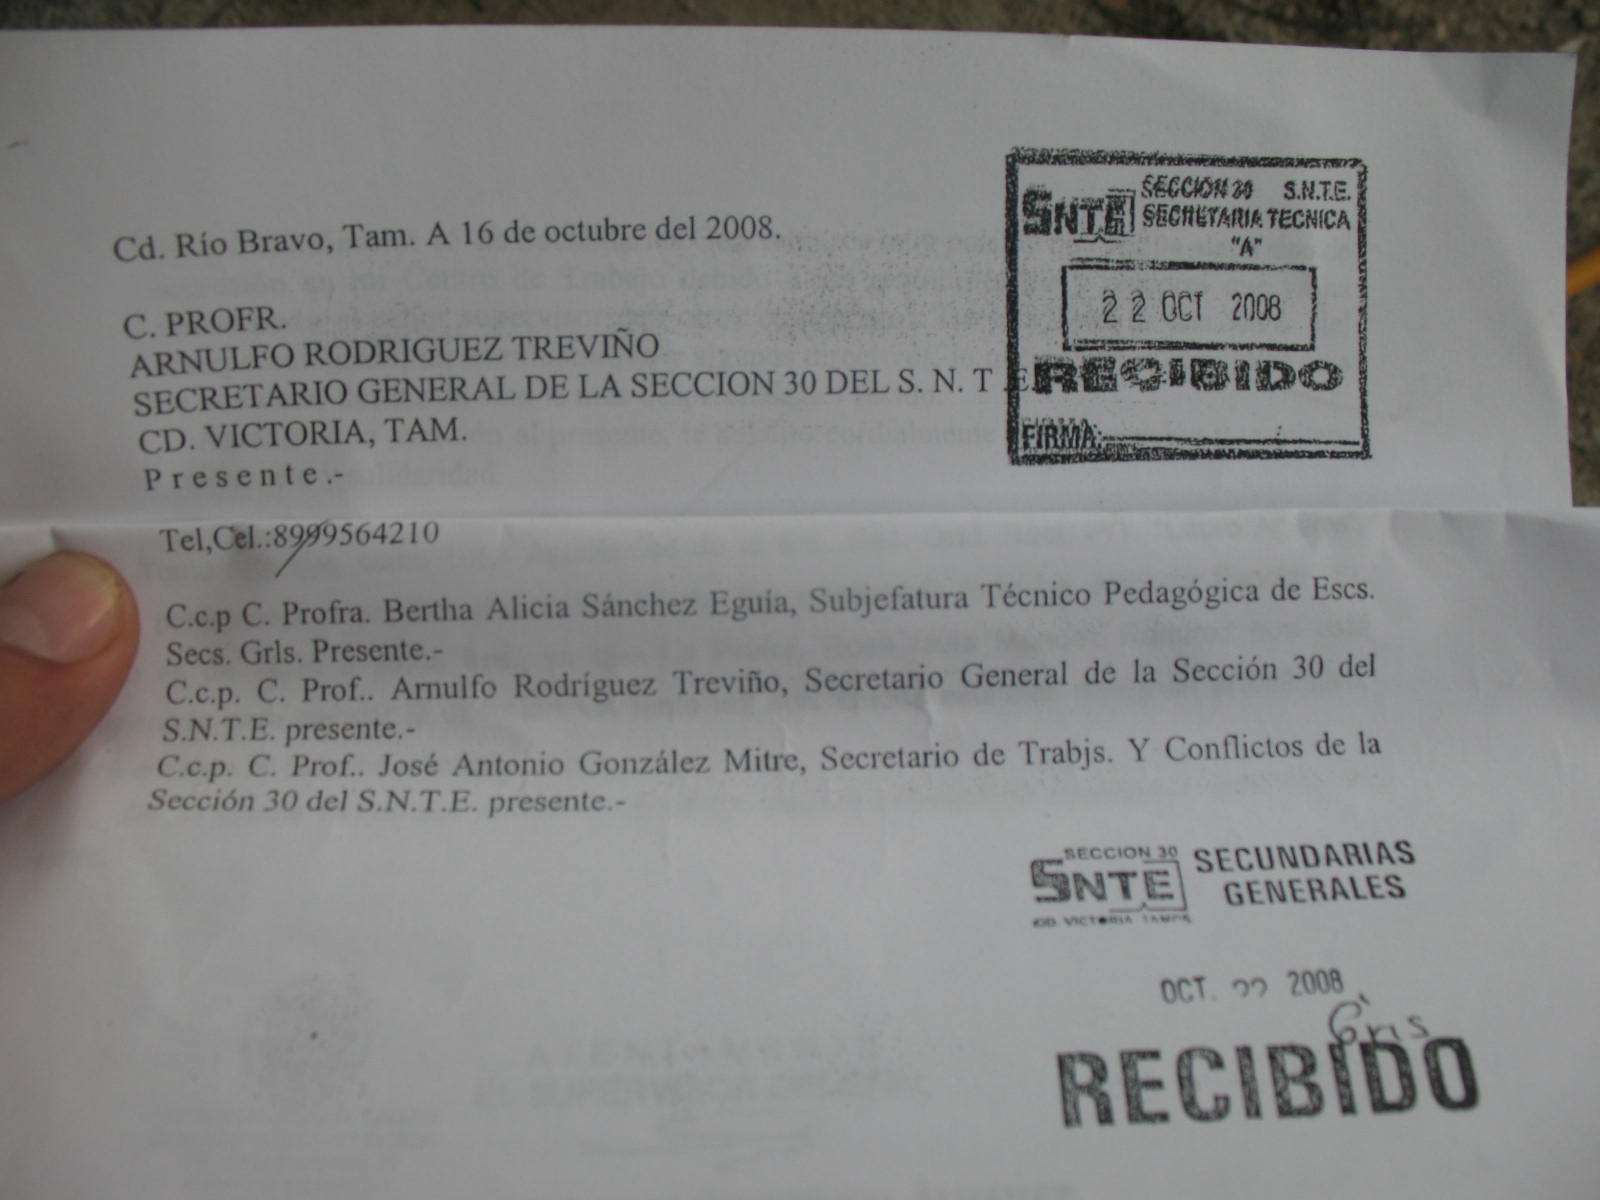 Cd. Río Bravo, Tam. A 16 de octubre del 2008.
C. PROFR.
ARNULFO RODRIGUEZ TREVIÑO
SECRETARIO GENERAL DE LA SECCION 30 DEL S. N. T E
CD. VICTORIA, TAM.
P r e s e n t e .-
SECCION 30 S.N.T.E.
SNTE SECRETARIA TECNICA
"A"
22 OCT 2008
RECIBIDO
FIRMA:
Tel,Cel.:8999564210
C.c.p C. Profra. Bertha Alicia Sánchez Eguía, Subjefatura Técnico Pedagógica de Escs.
Secs. Grls. Presente.-
C.c.p. C. Prof.. Arnulfo Rodríguez Treviño, Secretario General de la Sección 30 del
S.N.T.E. presente.-
C.c.p. C. Prof.. José Antonio González Mitre, Secretario de Trabjs. Y Conflictos de la
Sección 30 del S.N.T.E. presente.-
SECCION 30
SNTE SECUNDARIAS
GENERALES
CD. VICTORIA TAMPS
OCT. 22 2008
Cris
RECIBIDO